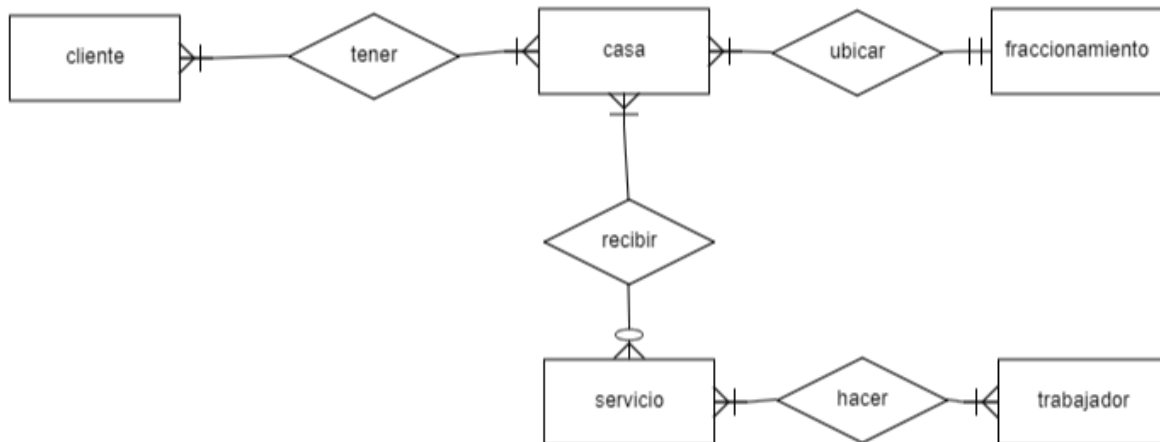 cliente
tener
casa
ubicar
fraccionamiento
recibir
servicio
hacer
trabajador